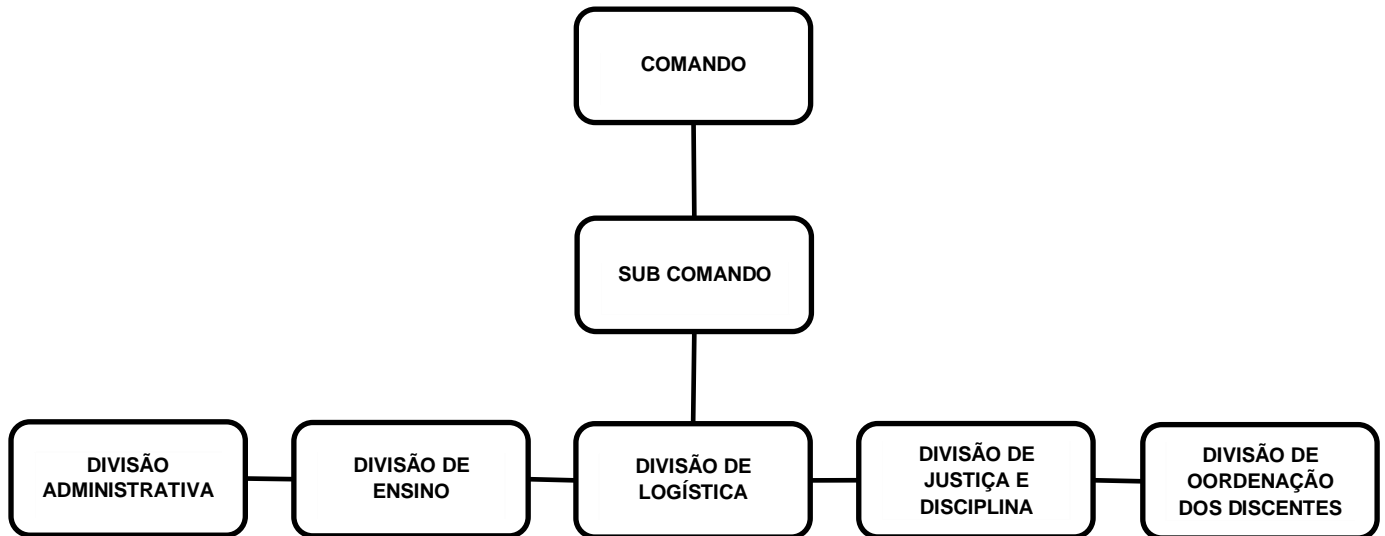 COMANDO
SUB COMANDO
DIVISÃO
ADMINISTRATIVA
DIVISÃO DE
ENSINO
DIVISÃO DE
LOGÍSTICA
DIVISÃO DE
JUSTIÇA E
DISCIPLINA
DIVISÃO DE
OORDENAÇÃO
DOS DISCENTES